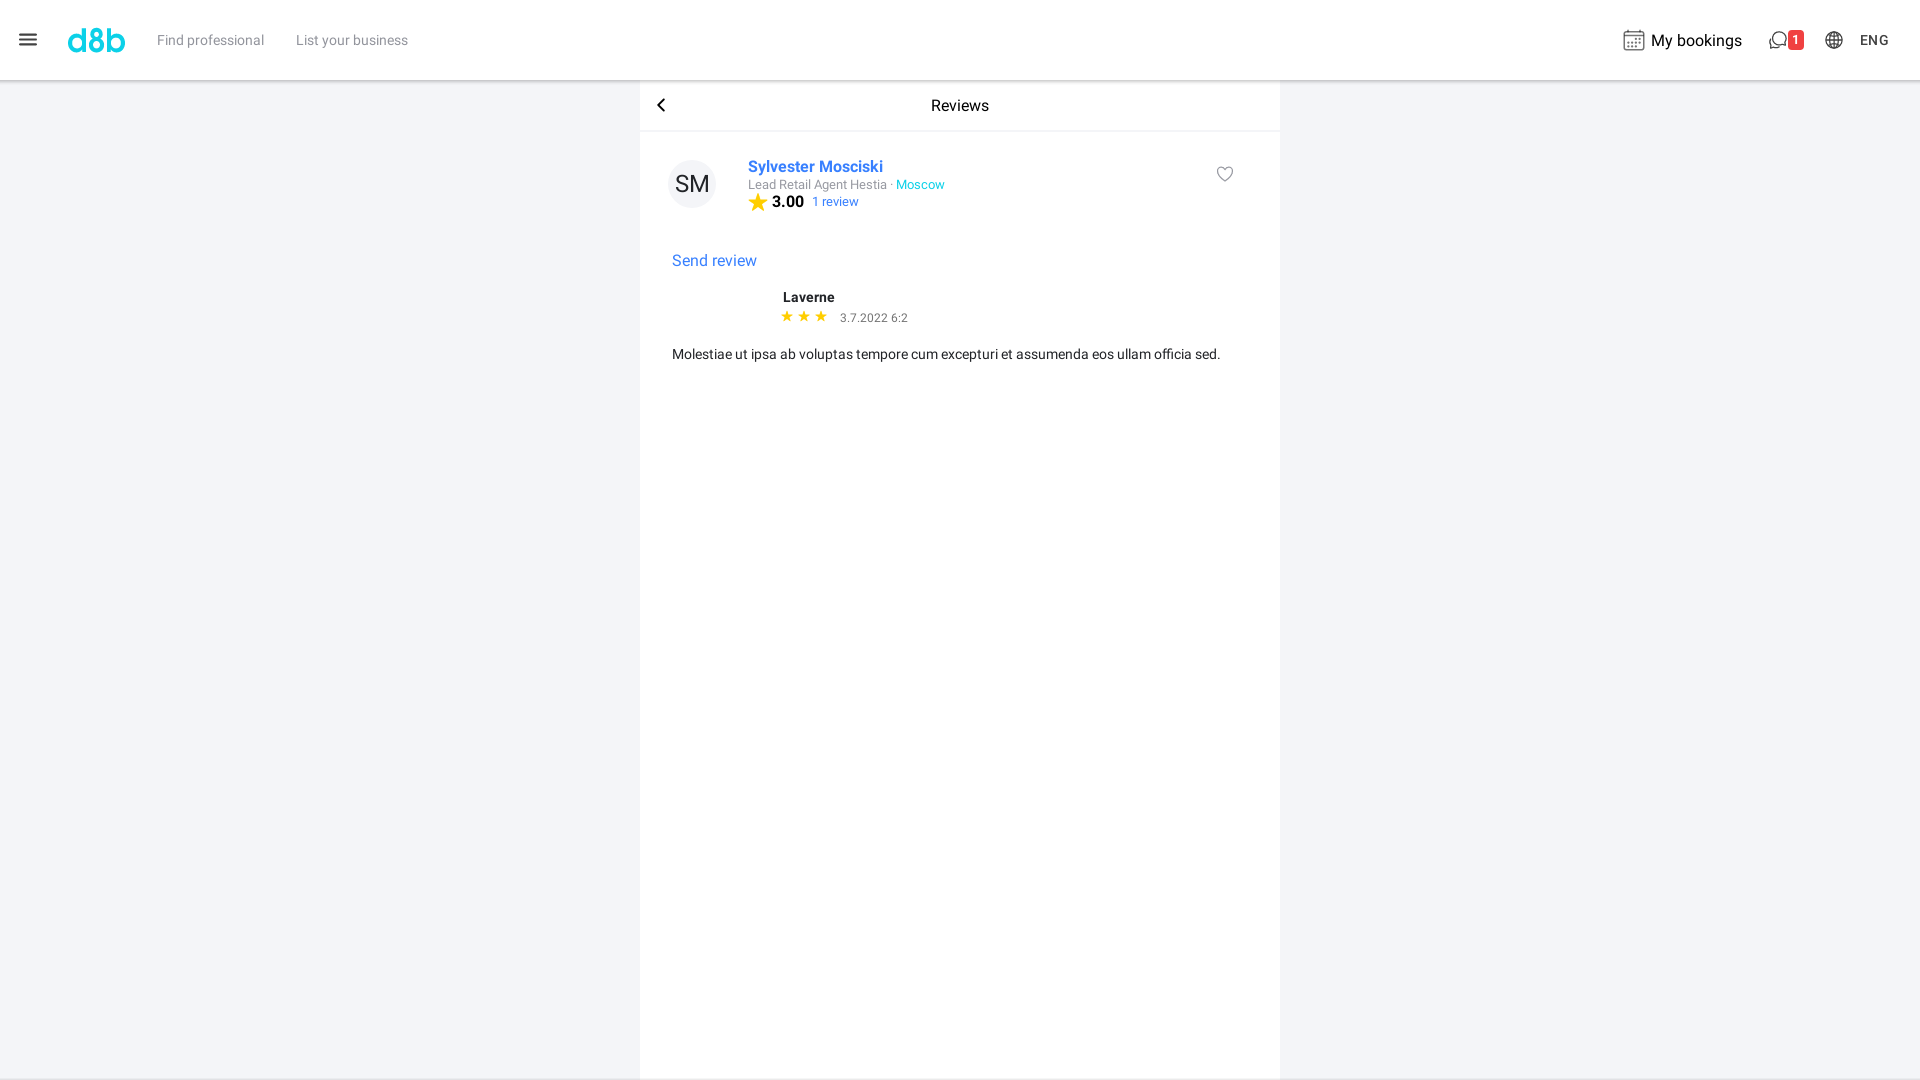 d8b Find professional List your business My bookings 1 ENG
Reviews
SM
Sylvester Mosciski
Lead Retail Agent Hestia · Moscow
3.00 1 review
Send review
Laverne
3.7.2022 6:2
Molestiae ut ipsa ab voluptas tempore cum excepturi et assumenda eos ullam officia sed.